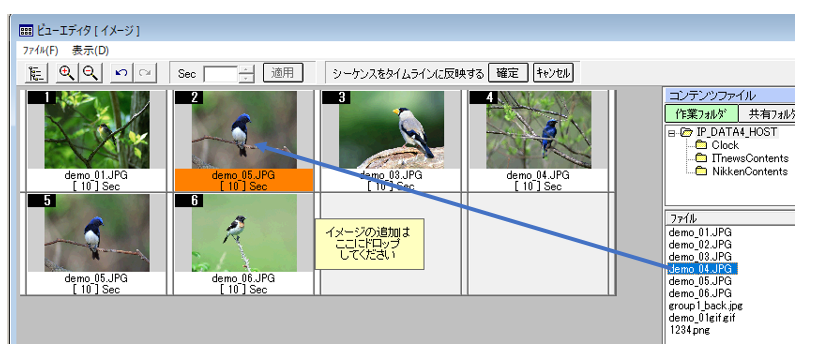 ビューエディタ [ イメージ ]
ファイル(F) 表示(D)
Sec 適用 シーケンスをタイムラインに反映する 確定 キャンセル
1 2 3 4
demo_01.JPG demo_05.JPG demo_03.JPG demo_04.JPG
[ 10 ] Sec [ 10 ] Sec [ 10 ] Sec [ 10 ] Sec
5 6
イメージの追加は
ここにドロップ
してください
demo_05.JPG demo_06.JPG
[ 10 ] Sec [ 10 ] Sec
コンテンツファイル
作業フォルダ 共有フォルダ
IP_DATA4_HOST
Clock
ITnewsContents
NikkenContents
ファイル
demo_01.JPG
demo_02.JPG
demo_03.JPG
demo_04.JPG
demo_05.JPG
demo_06.JPG
group1_back.jpg
demo_01gif.gif
1234.png